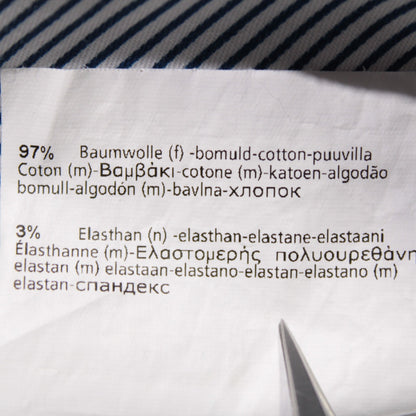 97% Baumwolle (f) -bomuld-cotton-puuvilla
Coton (m)-Βαμβάκι-cotone (m)-katoen-algodão
bomull-algodón (m)-bavlna-хлопок
3% Elasthan (n) -elasthan-elastane-elastaani
Élasthanne (m)-Ελαστομερής πολυουρεθάνη
elastan (m) elastaan-elastano-elastan-elastano (m)
elastan-спандекс